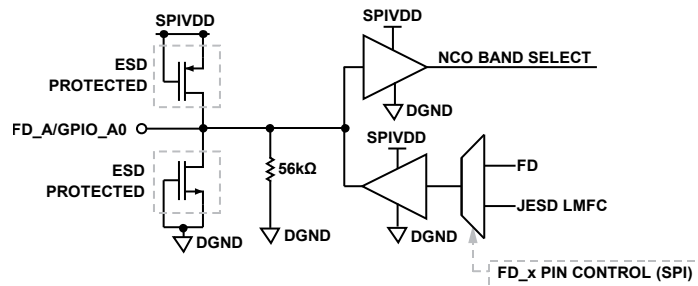 SPIVDD
ESD
PROTECTED
FD_A/GPIO_A0
ESD
PROTECTED
DGND
56kΩ
DGND
SPIVDD
NCO BAND SELECT
DGND
SPIVDD
DGND
FD
JESD LMFC
FD_x PIN CONTROL (SPI)